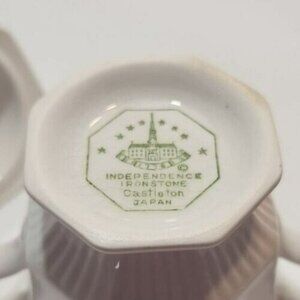 ©
INDEPENDENCE
IRONSTONE
Castleton
JAPAN